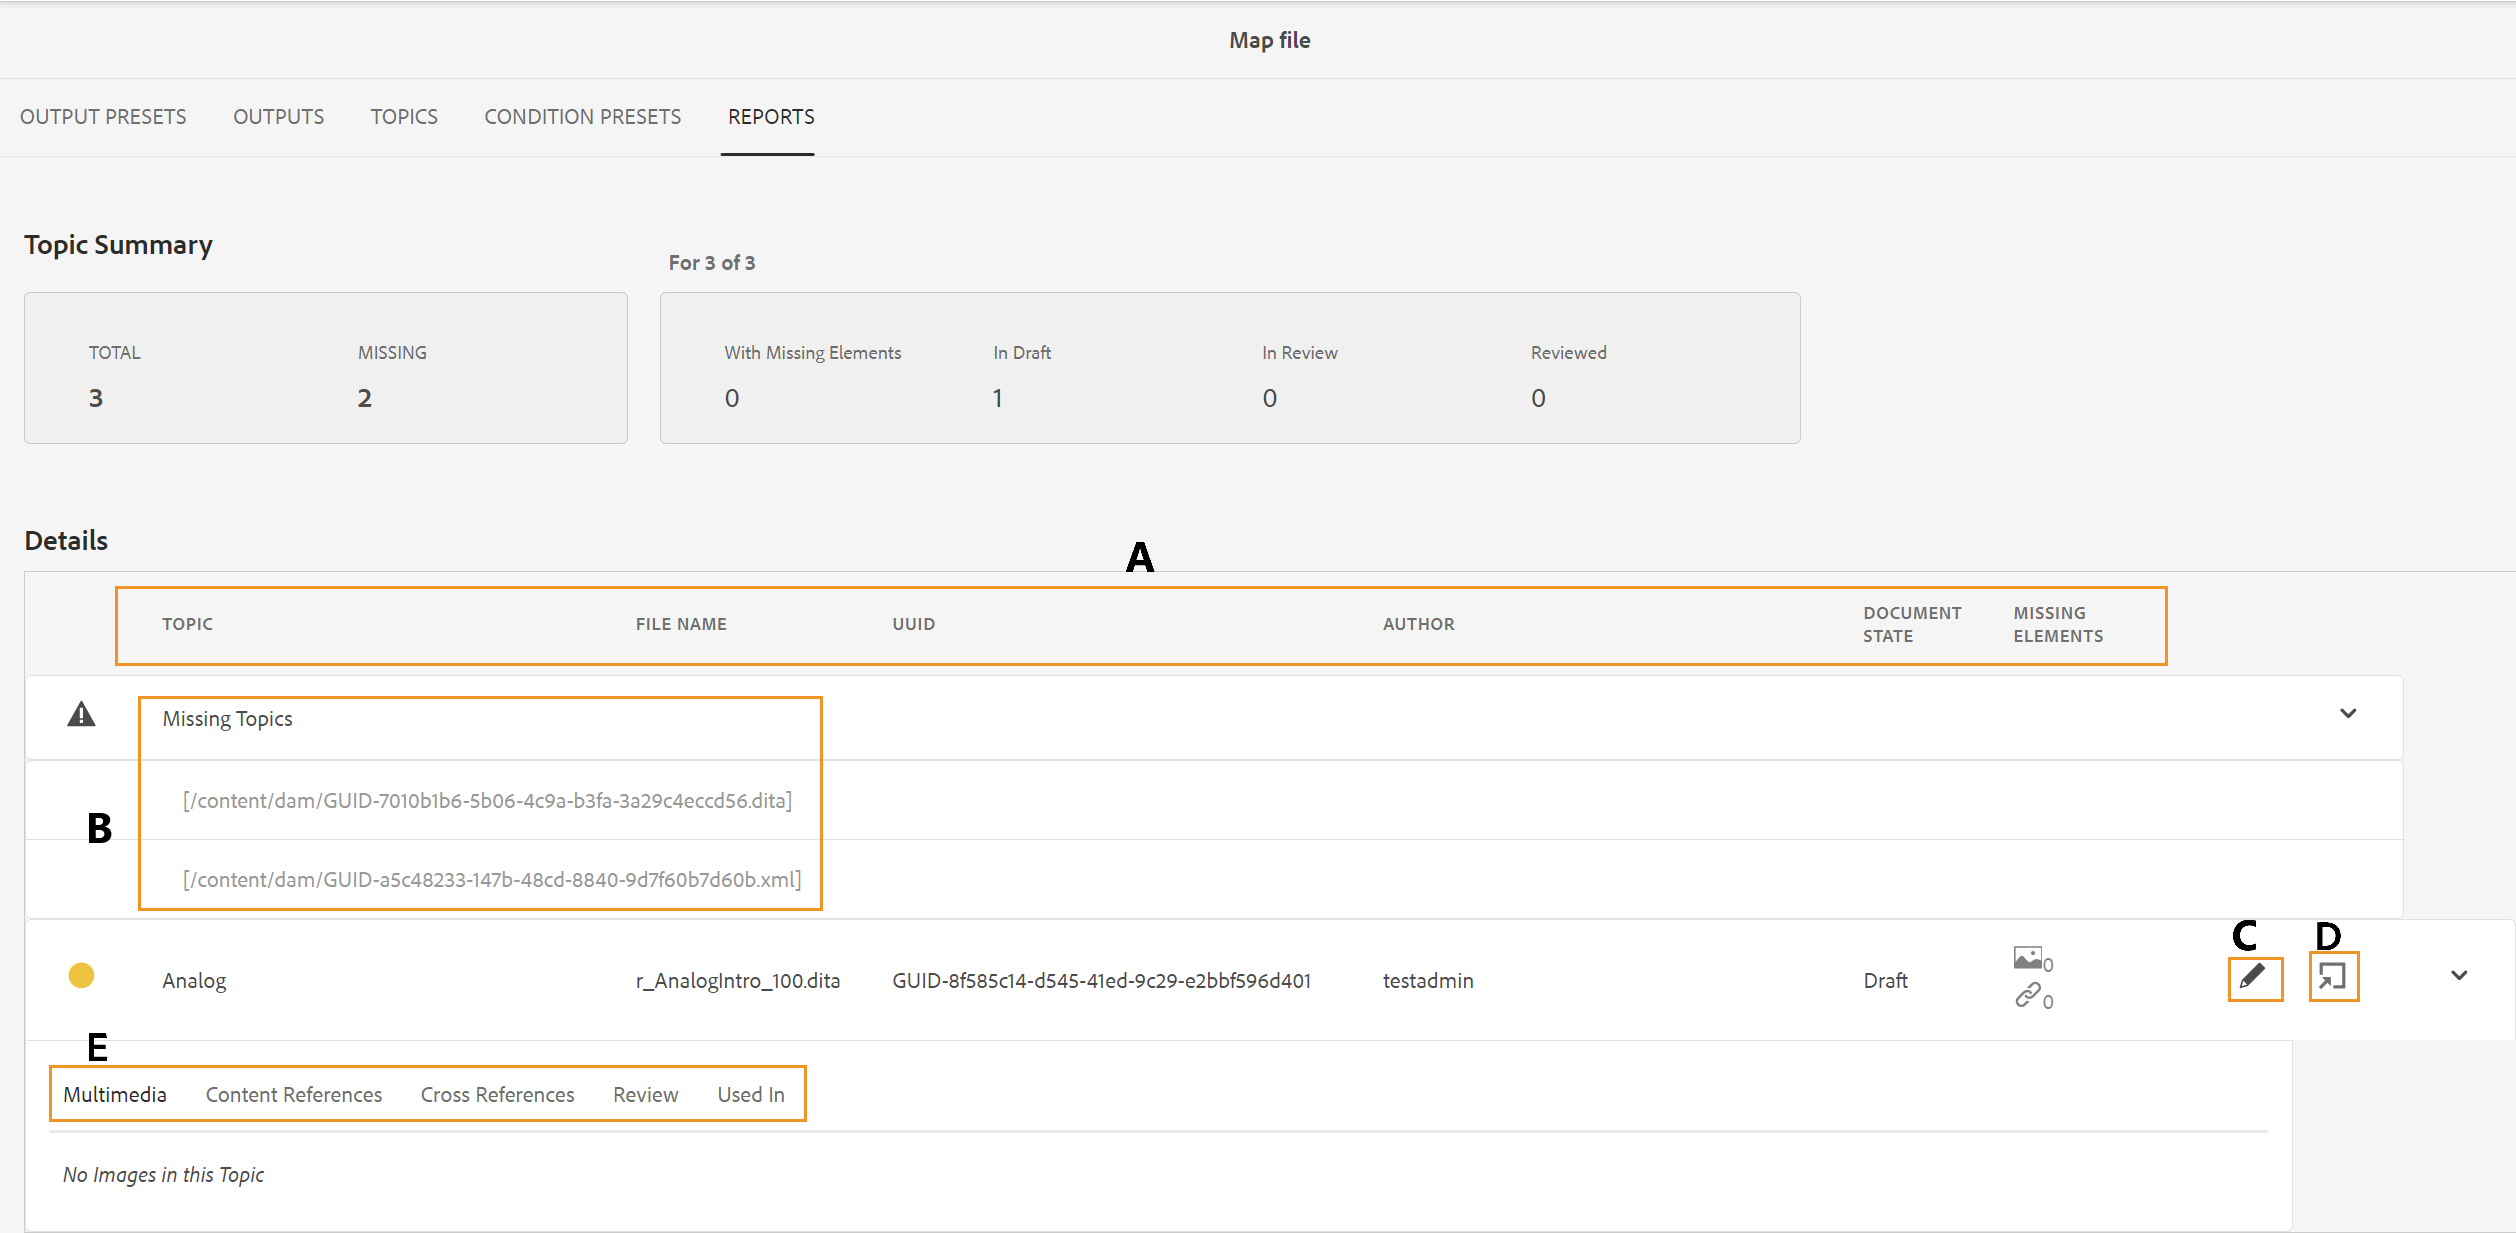 Map file
OUTPUT PRESETS OUTPUTS TOPICS CONDITION PRESETS REPORTS
Topic Summary
For 3 of 3
TOTAL MISSING
3 2
With Missing Elements In Draft In Review Reviewed
0 1 0 0
Details
A
TOPIC FILE NAME UUID AUTHOR DOCUMENT STATE MISSING ELEMENTS
Missing Topics
[/content/dam/GUID-7010b1b6-5b06-4c9a-b3fa-3a29c4eccd56.dita]
B
[/content/dam/GUID-a5c48233-147b-48cd-8840-9d7f60b7d60b.xml]
C D
Analog r_AnalogIntro_100.dita GUID-8f585c14-d545-41ed-9c29-e2bbf596d401 testadmin Draft 0
0
E
Multimedia Content References Cross References Review Used In
No Images in this Topic